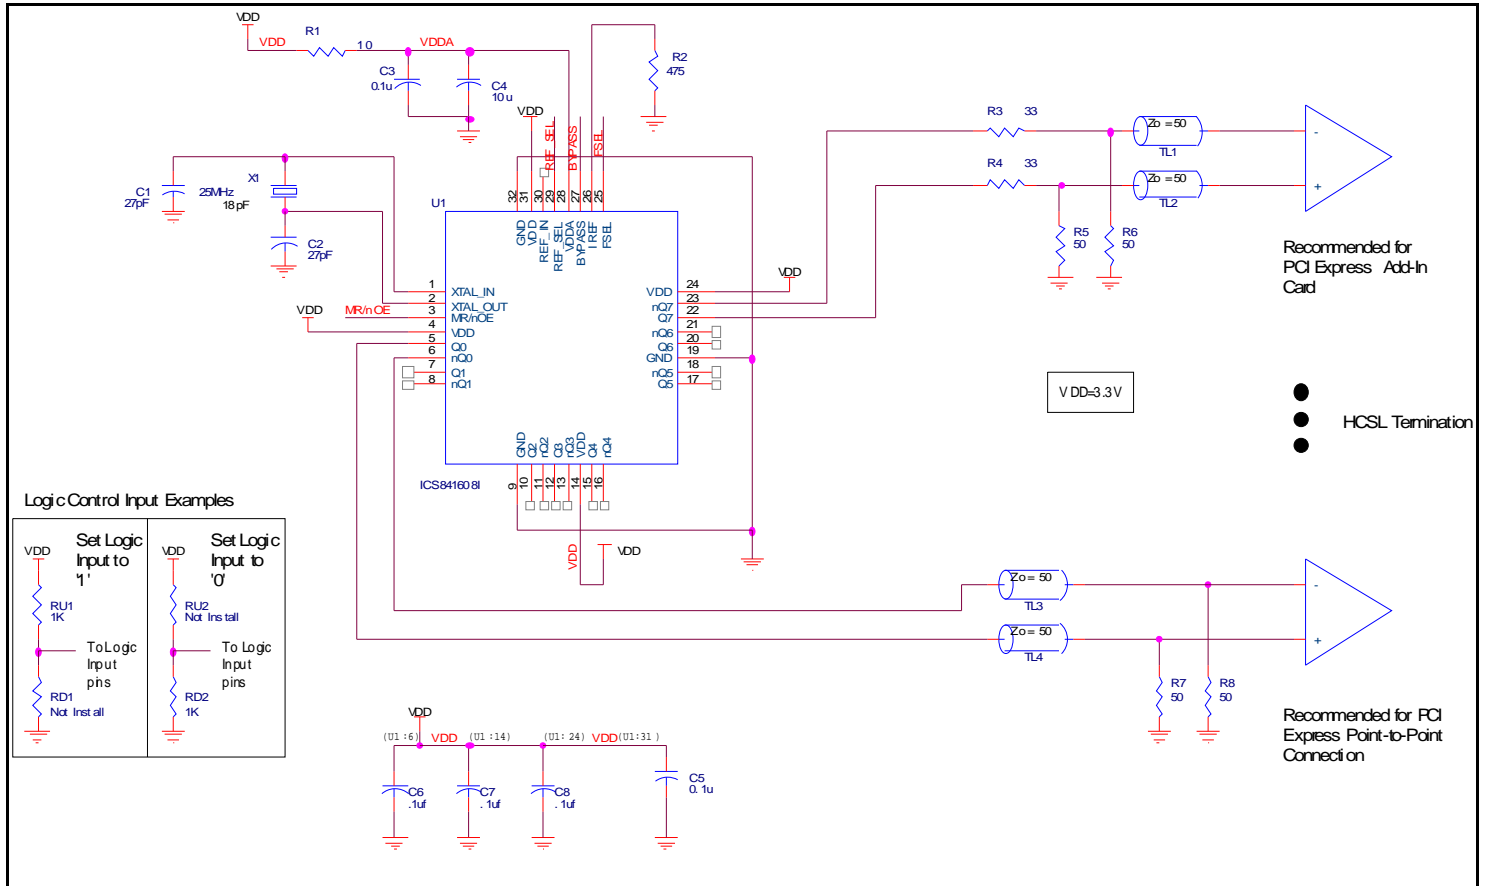 VDD
VDD
R1
10
VDDA
C3
0.1u
C4
10u
R2
475
VDD
REF_SEL
BYPASS
FSEL
C1
27pF
X1
25MHz
18pF
C2
27pF
U1
32
31
30
29
28
27
26
25
GND
VDD
REF_IN
REF_SEL
VDDA
BYPASS
IREF
FSEL
VDD
MR/nOE
1
2
3
4
5
6
7
8
XTAL_IN
XTAL_OUT
MR/nOE
VDD
Q0
nQ0
Q1
nQ1
VDD
nQ7
Q7
nQ6
Q6
GND
nQ5
Q5
24
23
22
21
20
19
18
17
VDD
GND
Q2
nQ2
Q3
nQ3
VDD
Q4
nQ4
9
10
11
12
13
14
15
16
ICS841608I
VDD
VDD
R3 33
R4 33
Zo = 50
TL1
Zo = 50
TL2
-
+
R5
50
R6
50
Recommended for
PCI Express Add-In
Card
VDD=3.3V
HCSL Termination
Logic Control Input Examples
Set Logic
Input to
'1'
VDD
RU1
1K
To Logic
Input
pins
RD1
Not Install
Set Logic
Input to
'0'
VDD
RU2
Not Install
To Logic
Input
pins
RD2
1K
Zo = 50
TL3
Zo = 50
TL4
-
+
R7
50
R8
50
Recommended for PCI
Express Point-to-Point
Connection
VDD
(U1:6)
VDD
(U1:14)
(U1:24)
VDD
(U1:31)
C6
.1uf
C7
.1uf
C8
.1uf
C5
0.1u